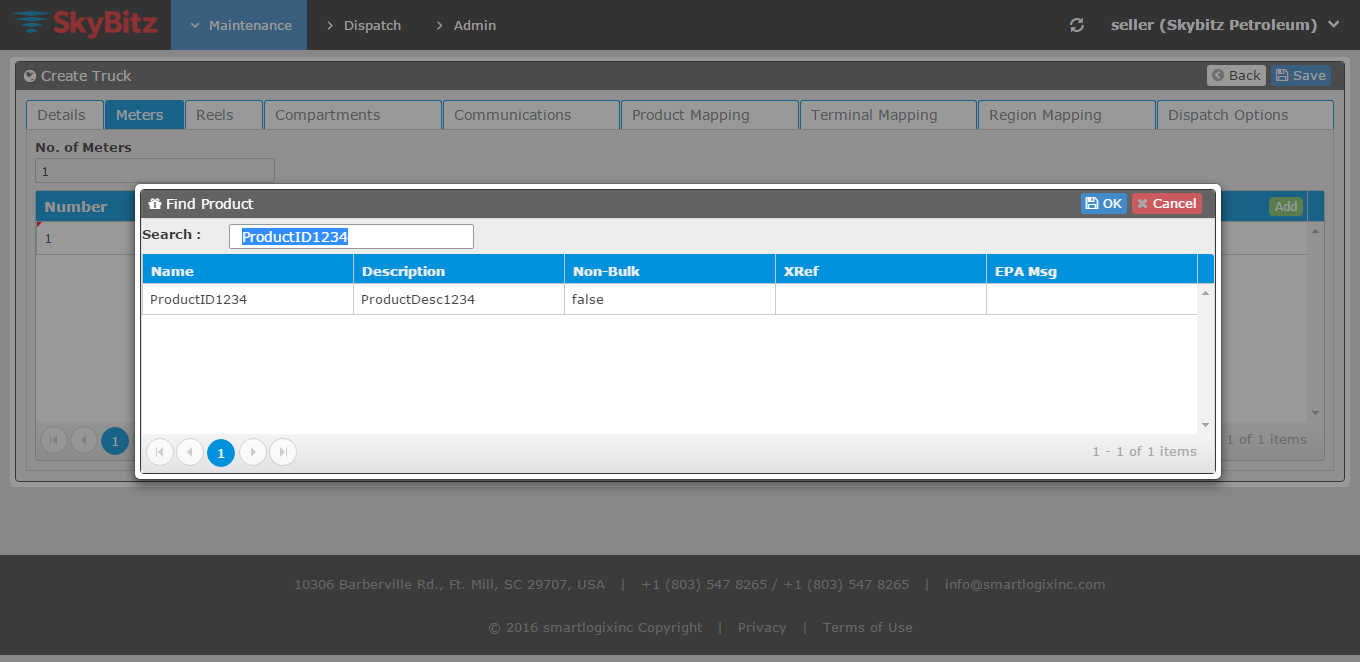 SkyBitz Maintenance Dispatch Admin seller (Skybitz Petroleum)
Create Truck Back Save
Details Meters Reels Compartments Communications Product Mapping Terminal Mapping Region Mapping Dispatch Options
No. of Meters
1
Number Add
1
Find Product OK Cancel
Search : ProductID1234
Name Description Non-Bulk XRef EPA Msg
ProductID1234 ProductDesc1234 false
1 1 - 1 of 1 items
1 1 of 1 items
10306 Barberville Rd., Ft. Mill, SC 29707, USA | +1 (803) 547 8265 / +1 (803) 547 8265 | info@smartlogixinc.com
© 2016 smartlogixinc Copyright | Privacy | Terms of Use